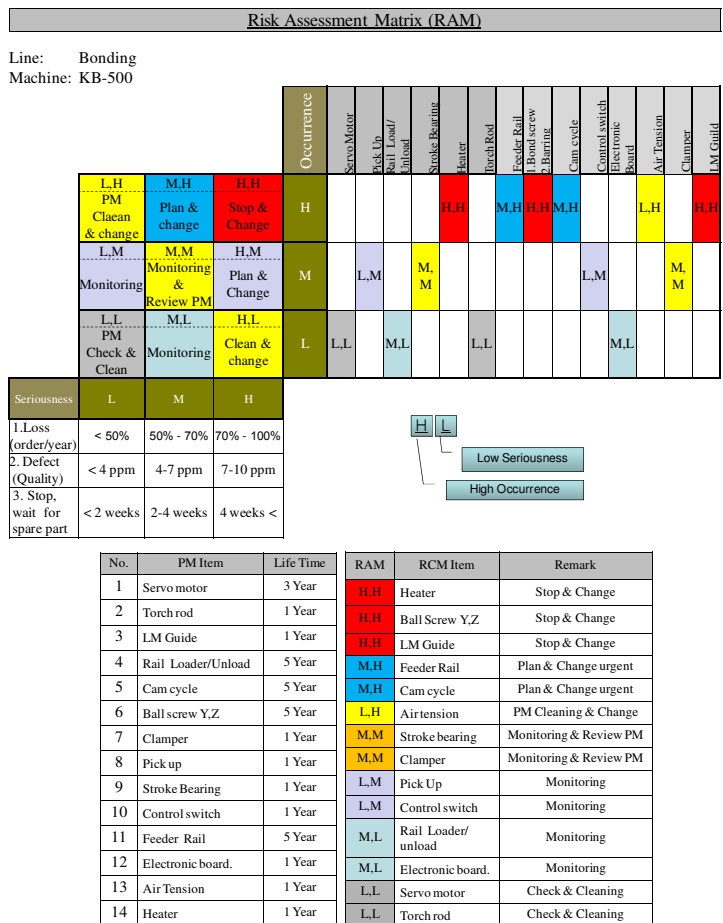 Risk Assessment Matrix (RAM)
Line: Bonding
Machine: KB-500
Occurrence
Servo Motor
Pick Up
Rail Load/
Unload
Stroke Bearing
Heater
Torch Rod
Feeder Rail
1.Bond screw
2.Barring
Cam cycle
Control switch
Electronic
Board
Air Tension
Clamper
LM Guild
L,H M,H H,H
PM
Claean
& change
Plan &
change
Stop &
Change
H
H,H M,H H,H M,H L,H H,H
L,M M,M H,M
Monitoring
Monitoring
&
Review PM
Plan &
Change
M
L,M M,
M L,M M,
M
L,L M,L H,L
PM
Check &
Clean
Monitoring
Clean &
change
L
L,L M,L L,L M,L
Seriousness L M H
1.Loss
(order/year) < 50% 50% - 70% 70% - 100%
2. Defect
(Quality) < 4 ppm 4-7 ppm 7-10 ppm
3. Stop,
wait for
spare part < 2 weeks 2-4 weeks 4 weeks <
H L
Low Seriousness
High Occurrence
No. PM Item Life Time
1 Servo motor 3 Year
2 Torch rod 1 Year
3 LM Guide 1 Year
4 Rail Loader/Unload 5 Year
5 Cam cycle 5 Year
6 Ball screw Y,Z 5 Year
7 Clamper 1 Year
8 Pick up 1 Year
9 Stroke Bearing 1 Year
10 Control switch 1 Year
11 Feeder Rail 5 Year
12 Electronic board. 1 Year
13 Air Tension 1 Year
14 Heater 1 Year
RAM RCM Item Remark
H,H Heater Stop & Change
H,H Ball Screw Y,Z Stop & Change
H,H LM Guide Stop & Change
M,H Feeder Rail Plan & Change urgent
M,H Cam cycle Plan & Change urgent
L,H Air tension PM Cleaning & Change
M,M Stroke bearing Monitoring & Review PM
M,M Clamper Monitoring & Review PM
L,M Pick Up Monitoring
L,M Control switch Monitoring
M,L Rail Loader/
unload Monitoring
M,L Electronic board. Monitoring
L,L Servo motor Check & Cleaning
L,L Torch rod Check & Cleaning